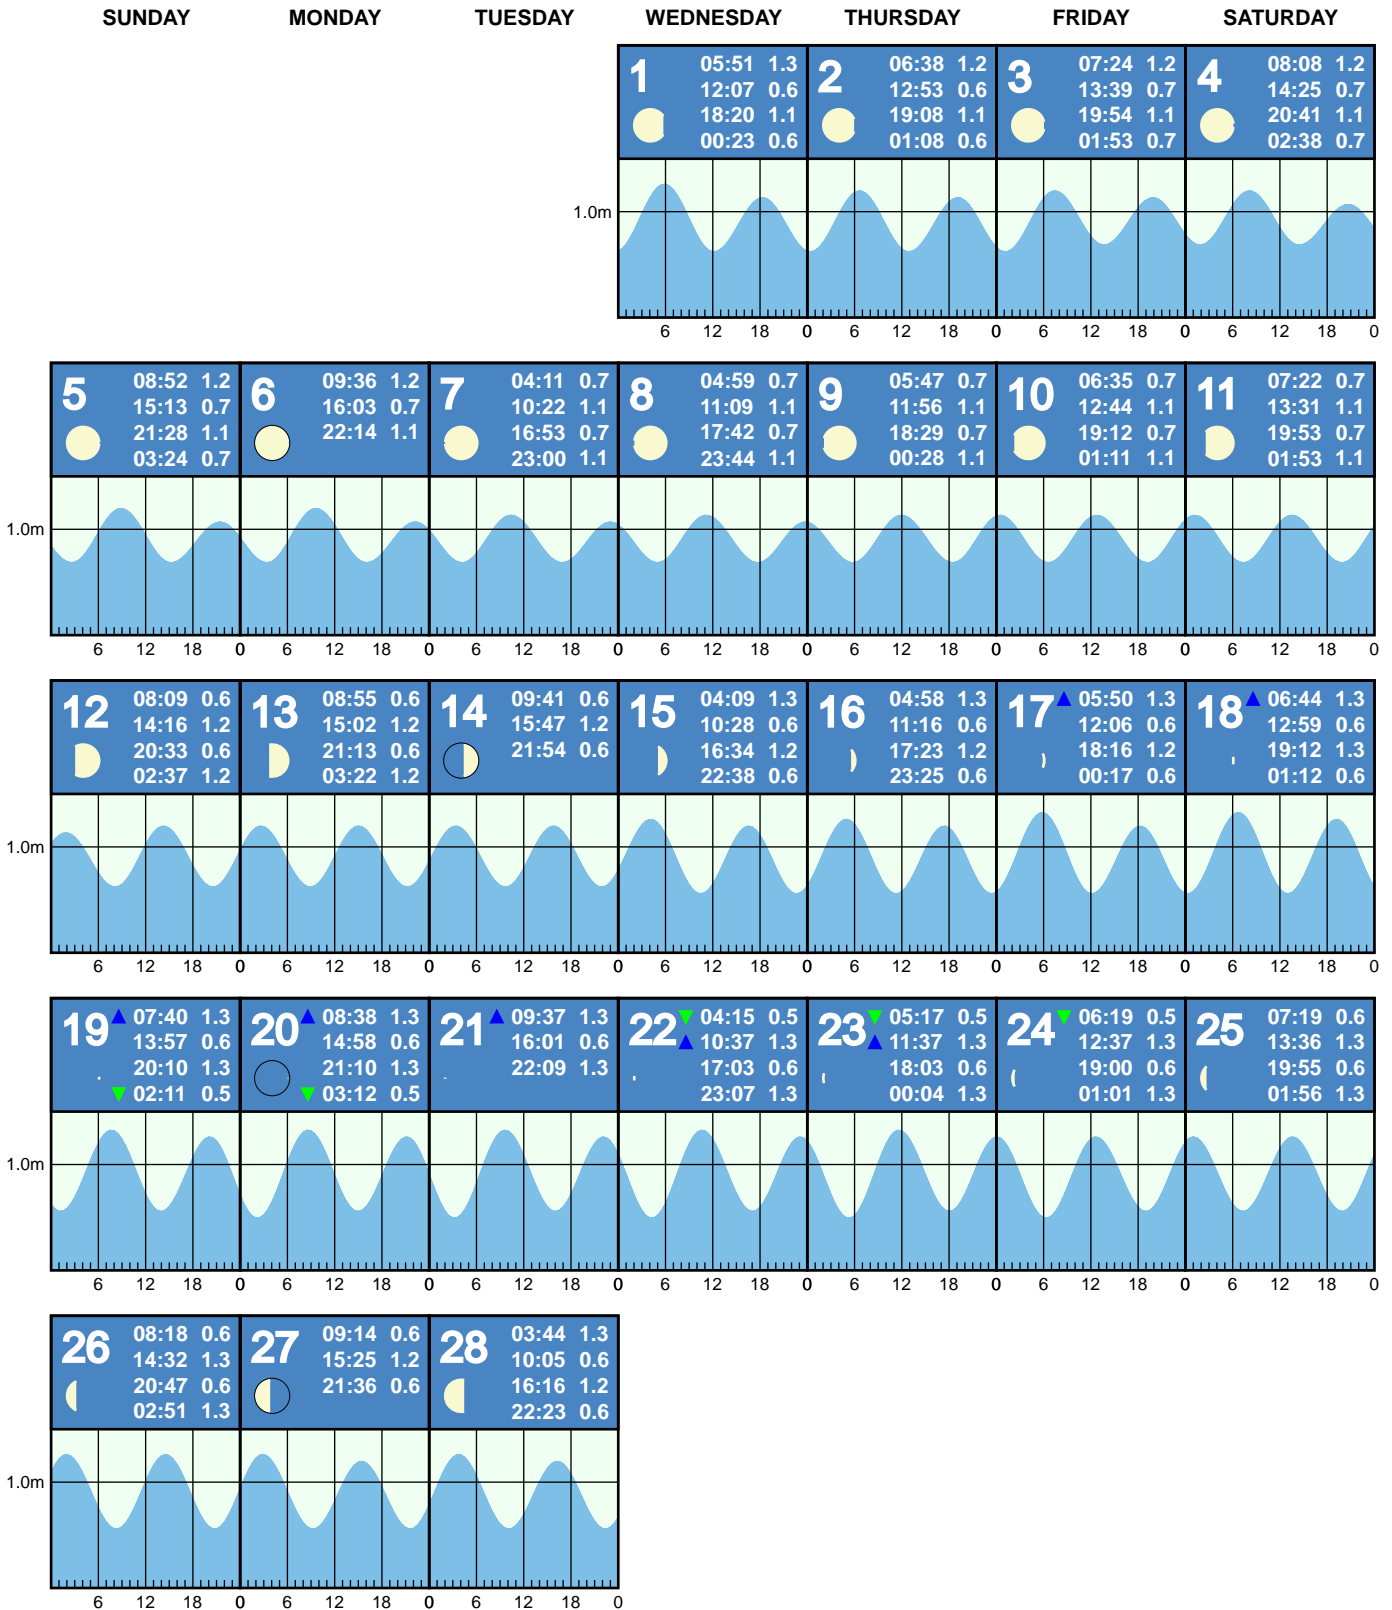 SUNDAY MONDAY TUESDAY WEDNESDAY THURSDAY FRIDAY SATURDAY
1 05:51 1.3
12:07 0.6
18:20 1.1
00:23 0.6
2 06:38 1.2
12:53 0.6
19:08 1.1
01:08 0.6
3 07:24 1.2
13:39 0.7
19:54 1.1
01:53 0.7
4 08:08 1.2
14:25 0.7
20:41 1.1
02:38 0.7
1.0m
6 12 18 0 6 12 18 0 6 12 18 0 6 12 18 0
5 08:52 1.2
15:13 0.7
21:28 1.1
03:24 0.7
6 09:36 1.2
16:03 0.7
22:14 1.1
7 04:11 0.7
10:22 1.1
16:53 0.7
23:00 1.1
8 04:59 0.7
11:09 1.1
17:42 0.7
23:44 1.1
9 05:47 0.7
11:56 1.1
18:29 0.7
00:28 1.1
10 06:35 0.7
12:44 1.1
19:12 0.7
01:11 1.1
11 07:22 0.7
13:31 1.1
19:53 0.7
01:53 1.1
1.0m
6 12 18 0 6 12 18 0 6 12 18 0 6 12 18 0 6 12 18 0 6 12 18 0 6 12 18 0
12 08:09 0.6
14:16 1.2
20:33 0.6
02:37 1.2
13 08:55 0.6
15:02 1.2
21:13 0.6
03:22 1.2
14 09:41 0.6
15:47 1.2
21:54 0.6
15 04:09 1.3
10:28 0.6
16:34 1.2
22:38 0.6
16 04:58 1.3
11:16 0.6
17:23 1.2
23:25 0.6
17 05:50 1.3
12:06 0.6
18:16 1.2
00:17 0.6
18 06:44 1.3
12:59 0.6
19:12 1.3
01:12 0.6
1.0m
6 12 18 0 6 12 18 0 6 12 18 0 6 12 18 0 6 12 18 0 6 12 18 0 6 12 18 0
19 07:40 1.3
13:57 0.6
20:10 1.3
02:11 0.5
20 08:38 1.3
14:58 0.6
21:10 1.3
03:12 0.5
21 09:37 1.3
16:01 0.6
22:09 1.3
22 04:15 0.5
10:37 1.3
17:03 0.6
23:07 1.3
23 05:17 0.5
11:37 1.3
18:03 0.6
00:04 1.3
24 06:19 0.5
12:37 1.3
19:00 0.6
01:01 1.3
25 07:19 0.6
13:36 1.3
19:55 0.6
01:56 1.3
1.0m
6 12 18 0 6 12 18 0 6 12 18 0 6 12 18 0 6 12 18 0 6 12 18 0 6 12 18 0
26 08:18 0.6
14:32 1.3
20:47 0.6
02:51 1.3
27 09:14 0.6
15:25 1.2
21:36 0.6
28 03:44 1.3
10:05 0.6
16:16 1.2
22:23 0.6
1.0m
6 12 18 0 6 12 18 0 6 12 18 0